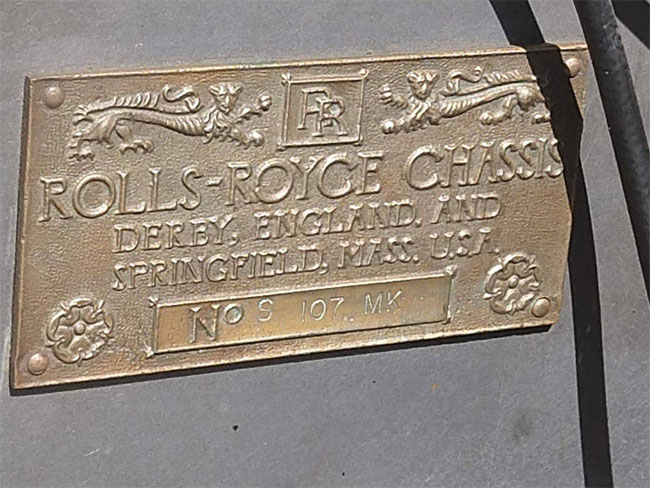 RR
ROLLS-ROYCE CHASSIS
DERBY, ENGLAND, AND
SPRINGFIELD, MASS. U.S.A.
No S 107 MK